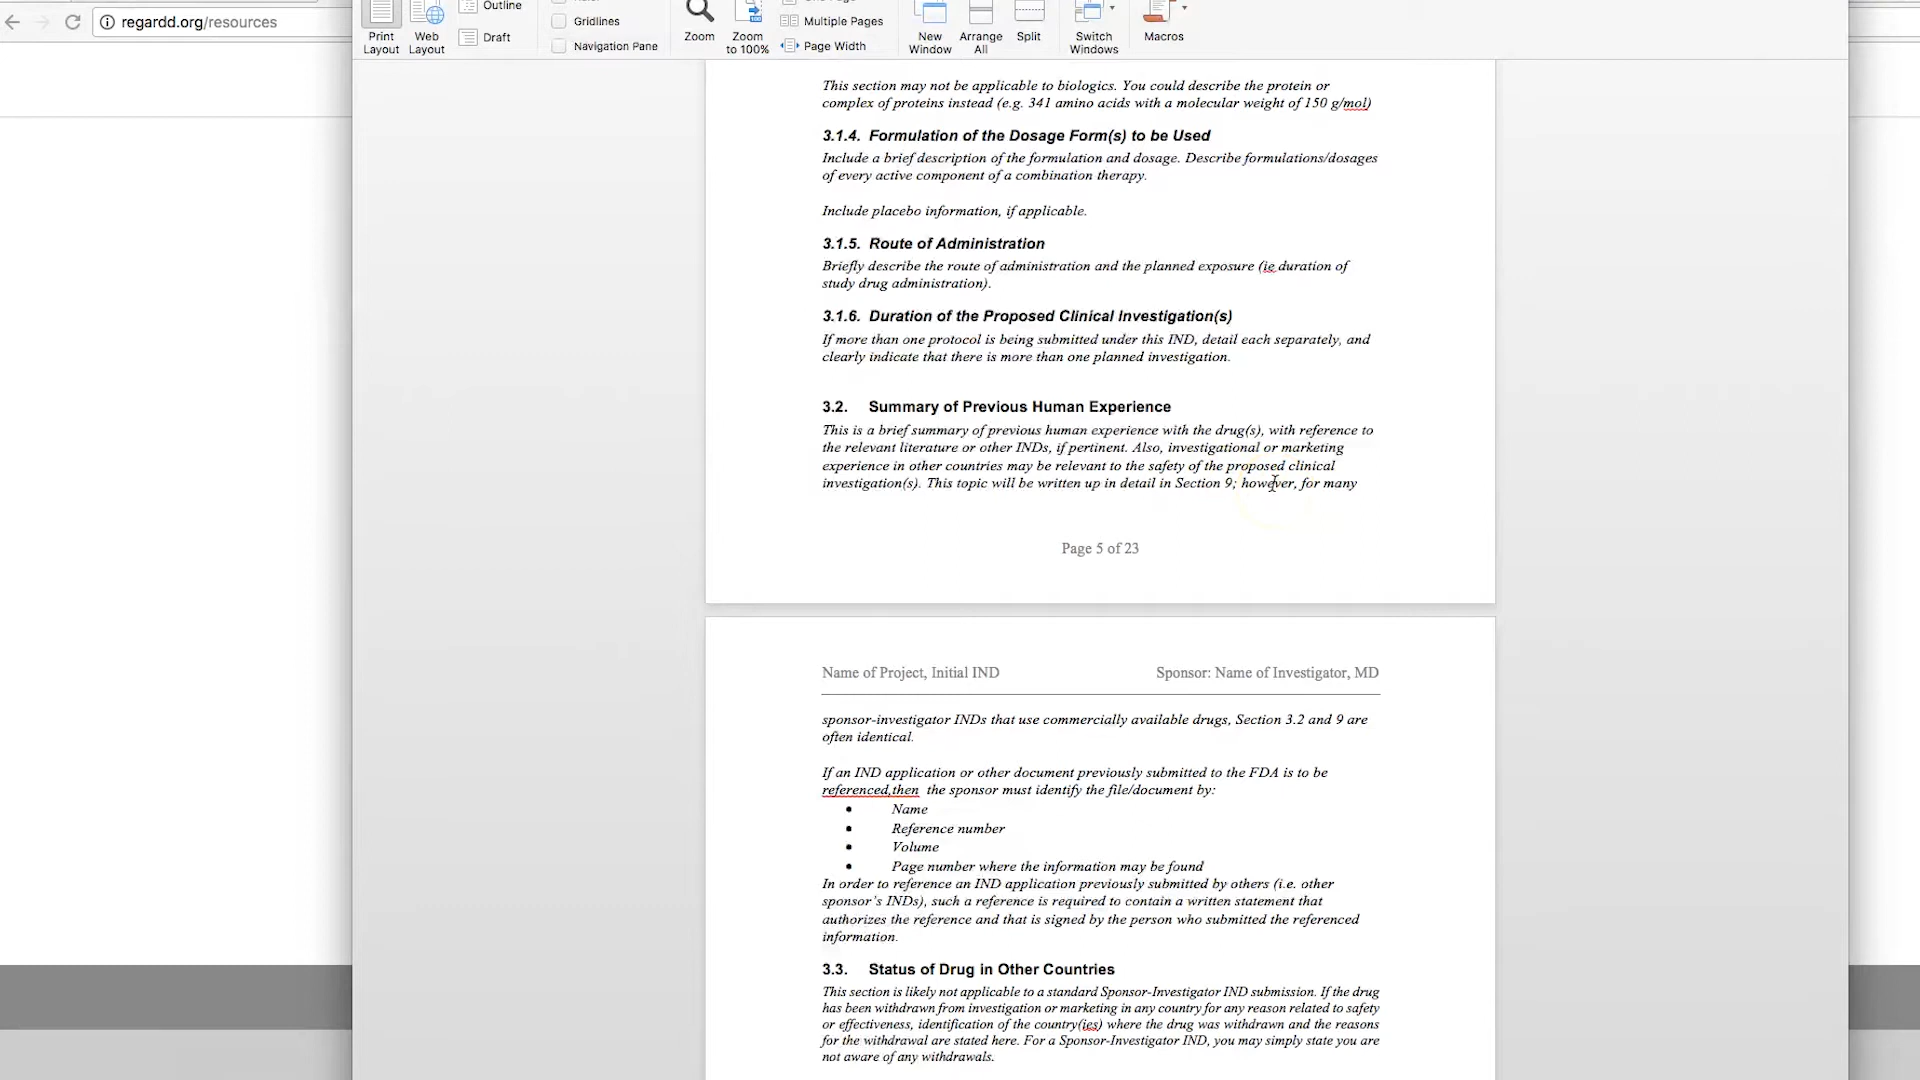 regardd.org/resources
Outline
Gridlines
Multiple Pages
Draft
Navigation Pane
Page Width
Print
Layout
Web
Layout
Zoom
Zoom
to 100%
New
Window
Arrange
All
Split
Switch
Windows
Macros
This section may not be applicable to biologics. You could describe the protein or
complex of proteins instead (e.g. 341 amino acids with a molecular weight of 150 g/mol)
3.1.4. Formulation of the Dosage Form(s) to be Used
Include a brief description of the formulation and dosage. Describe formulations/dosages
of every active component of a combination therapy.
Include placebo information, if applicable.
3.1.5. Route of Administration
Briefly describe the route of administration and the planned exposure (ie duration of
study drug administration).
3.1.6. Duration of the Proposed Clinical Investigation(s)
If more than one protocol is being submitted under this IND, detail each separately, and
clearly indicate that there is more than one planned investigation.
3.2. Summary of Previous Human Experience
This is a brief summary of previous human experience with the drug(s), with reference to
the relevant literature or other INDs, if pertinent. Also, investigational or marketing
experience in other countries may be relevant to the safety of the proposed clinical
investigation(s). This topic will be written up in detail in Section 9; however, for many
Page 5 of 23
Name of Project, Initial IND Sponsor: Name of Investigator, MD
sponsor-investigator INDs that use commercially available drugs, Section 3.2 and 9 are
often identical.
If an IND application or other document previously submitted to the FDA is to be
referenced,then the sponsor must identify the file/document by:
• Name
• Reference number
• Volume
• Page number where the information may be found
In order to reference an IND application previously submitted by others (i.e. other
sponsor's INDs), such a reference is required to contain a written statement that
authorizes the reference and that is signed by the person who submitted the referenced
information.
3.3. Status of Drug in Other Countries
This section is likely not applicable to a standard Sponsor-Investigator IND submission. If the drug
has been withdrawn from investigation or marketing in any country for any reason related to safety
or effectiveness, identification of the country(ies) where the drug was withdrawn and the reasons
for the withdrawal are stated here. For a Sponsor-Investigator IND, you may simply state you are
not aware of any withdrawals.